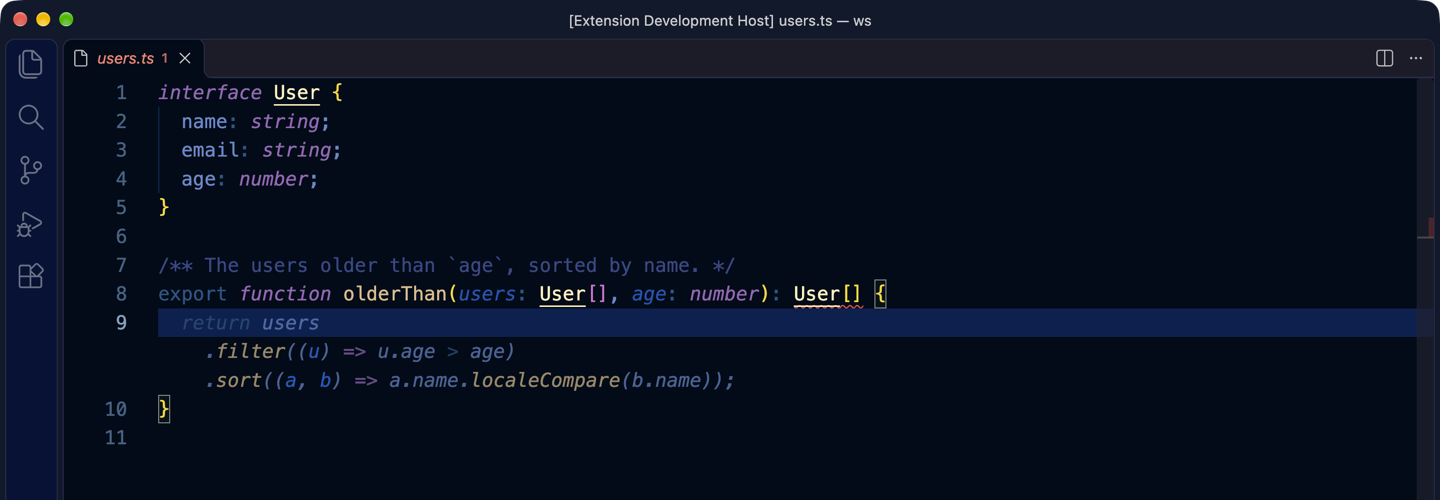 [Extension Development Host] users.ts — ws
users.ts 1
1 interface User {
2   name: string;
3   email: string;
4   age: number;
5 }
6
7 /** The users older than `age`, sorted by name. */
8 export function olderThan(users: User[], age: number): User[] {
9   return users
    .filter((u) => u.age > age)
    .sort((a, b) => a.name.localeCompare(b.name));
10 }
11